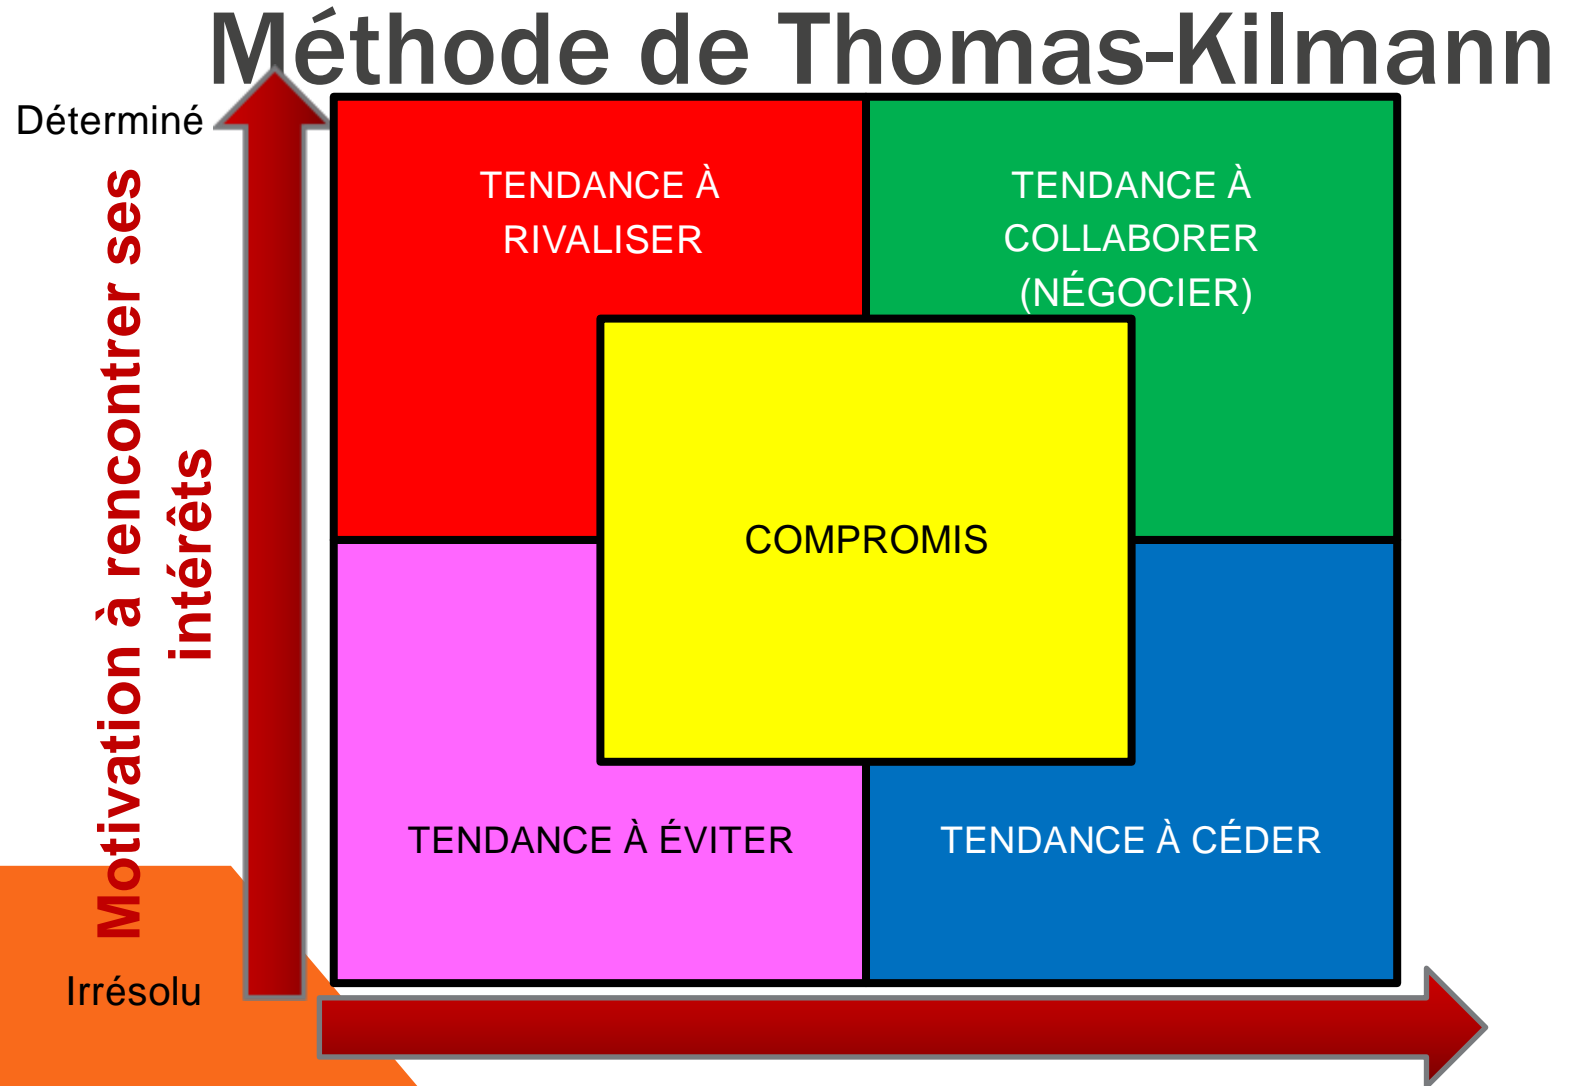 Méthode de Thomas-Kilmann
Déterminé
Motivation à rencontrer ses
intérêts
Irrésolu
TENDANCE À
RIVALISER
TENDANCE À
COLLABORER
(NÉGOCIER)
COMPROMIS
TENDANCE À ÉVITER
TENDANCE À CÉDER